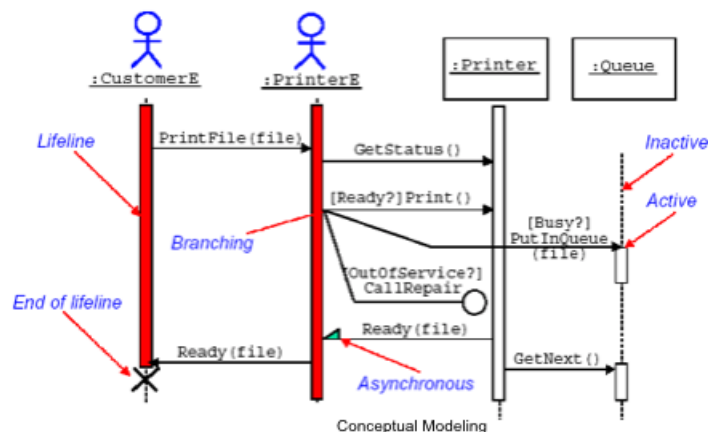 :CustomerE
:PrinterE
:Printer
:Queue
Lifeline
PrintFile(file)
GetStatus()
Inactive
[Ready?]Print()
Active
Branching
[Busy?]
PutInQueue
(file)
[OutOfService?]
CallRepair
End of lifeline
Ready(file)
Ready(file)
GetNext()
Asynchronous
Conceptual Modeling